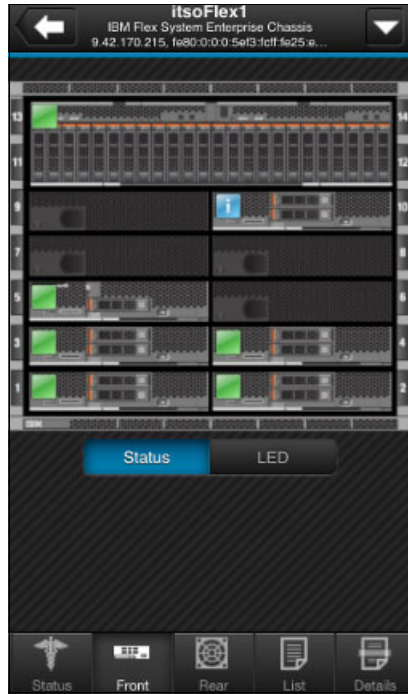 itsoFlex1
IBM Flex System Enterprise Chassis
9.42.170.215, fe80:0:0:0:5ef3:fcff:fe25:e...
13
14
11
12
9
i
10
7
8
5
6
3
4
1
2
IBM
Status
LED
Status
Front
Rear
List
Details